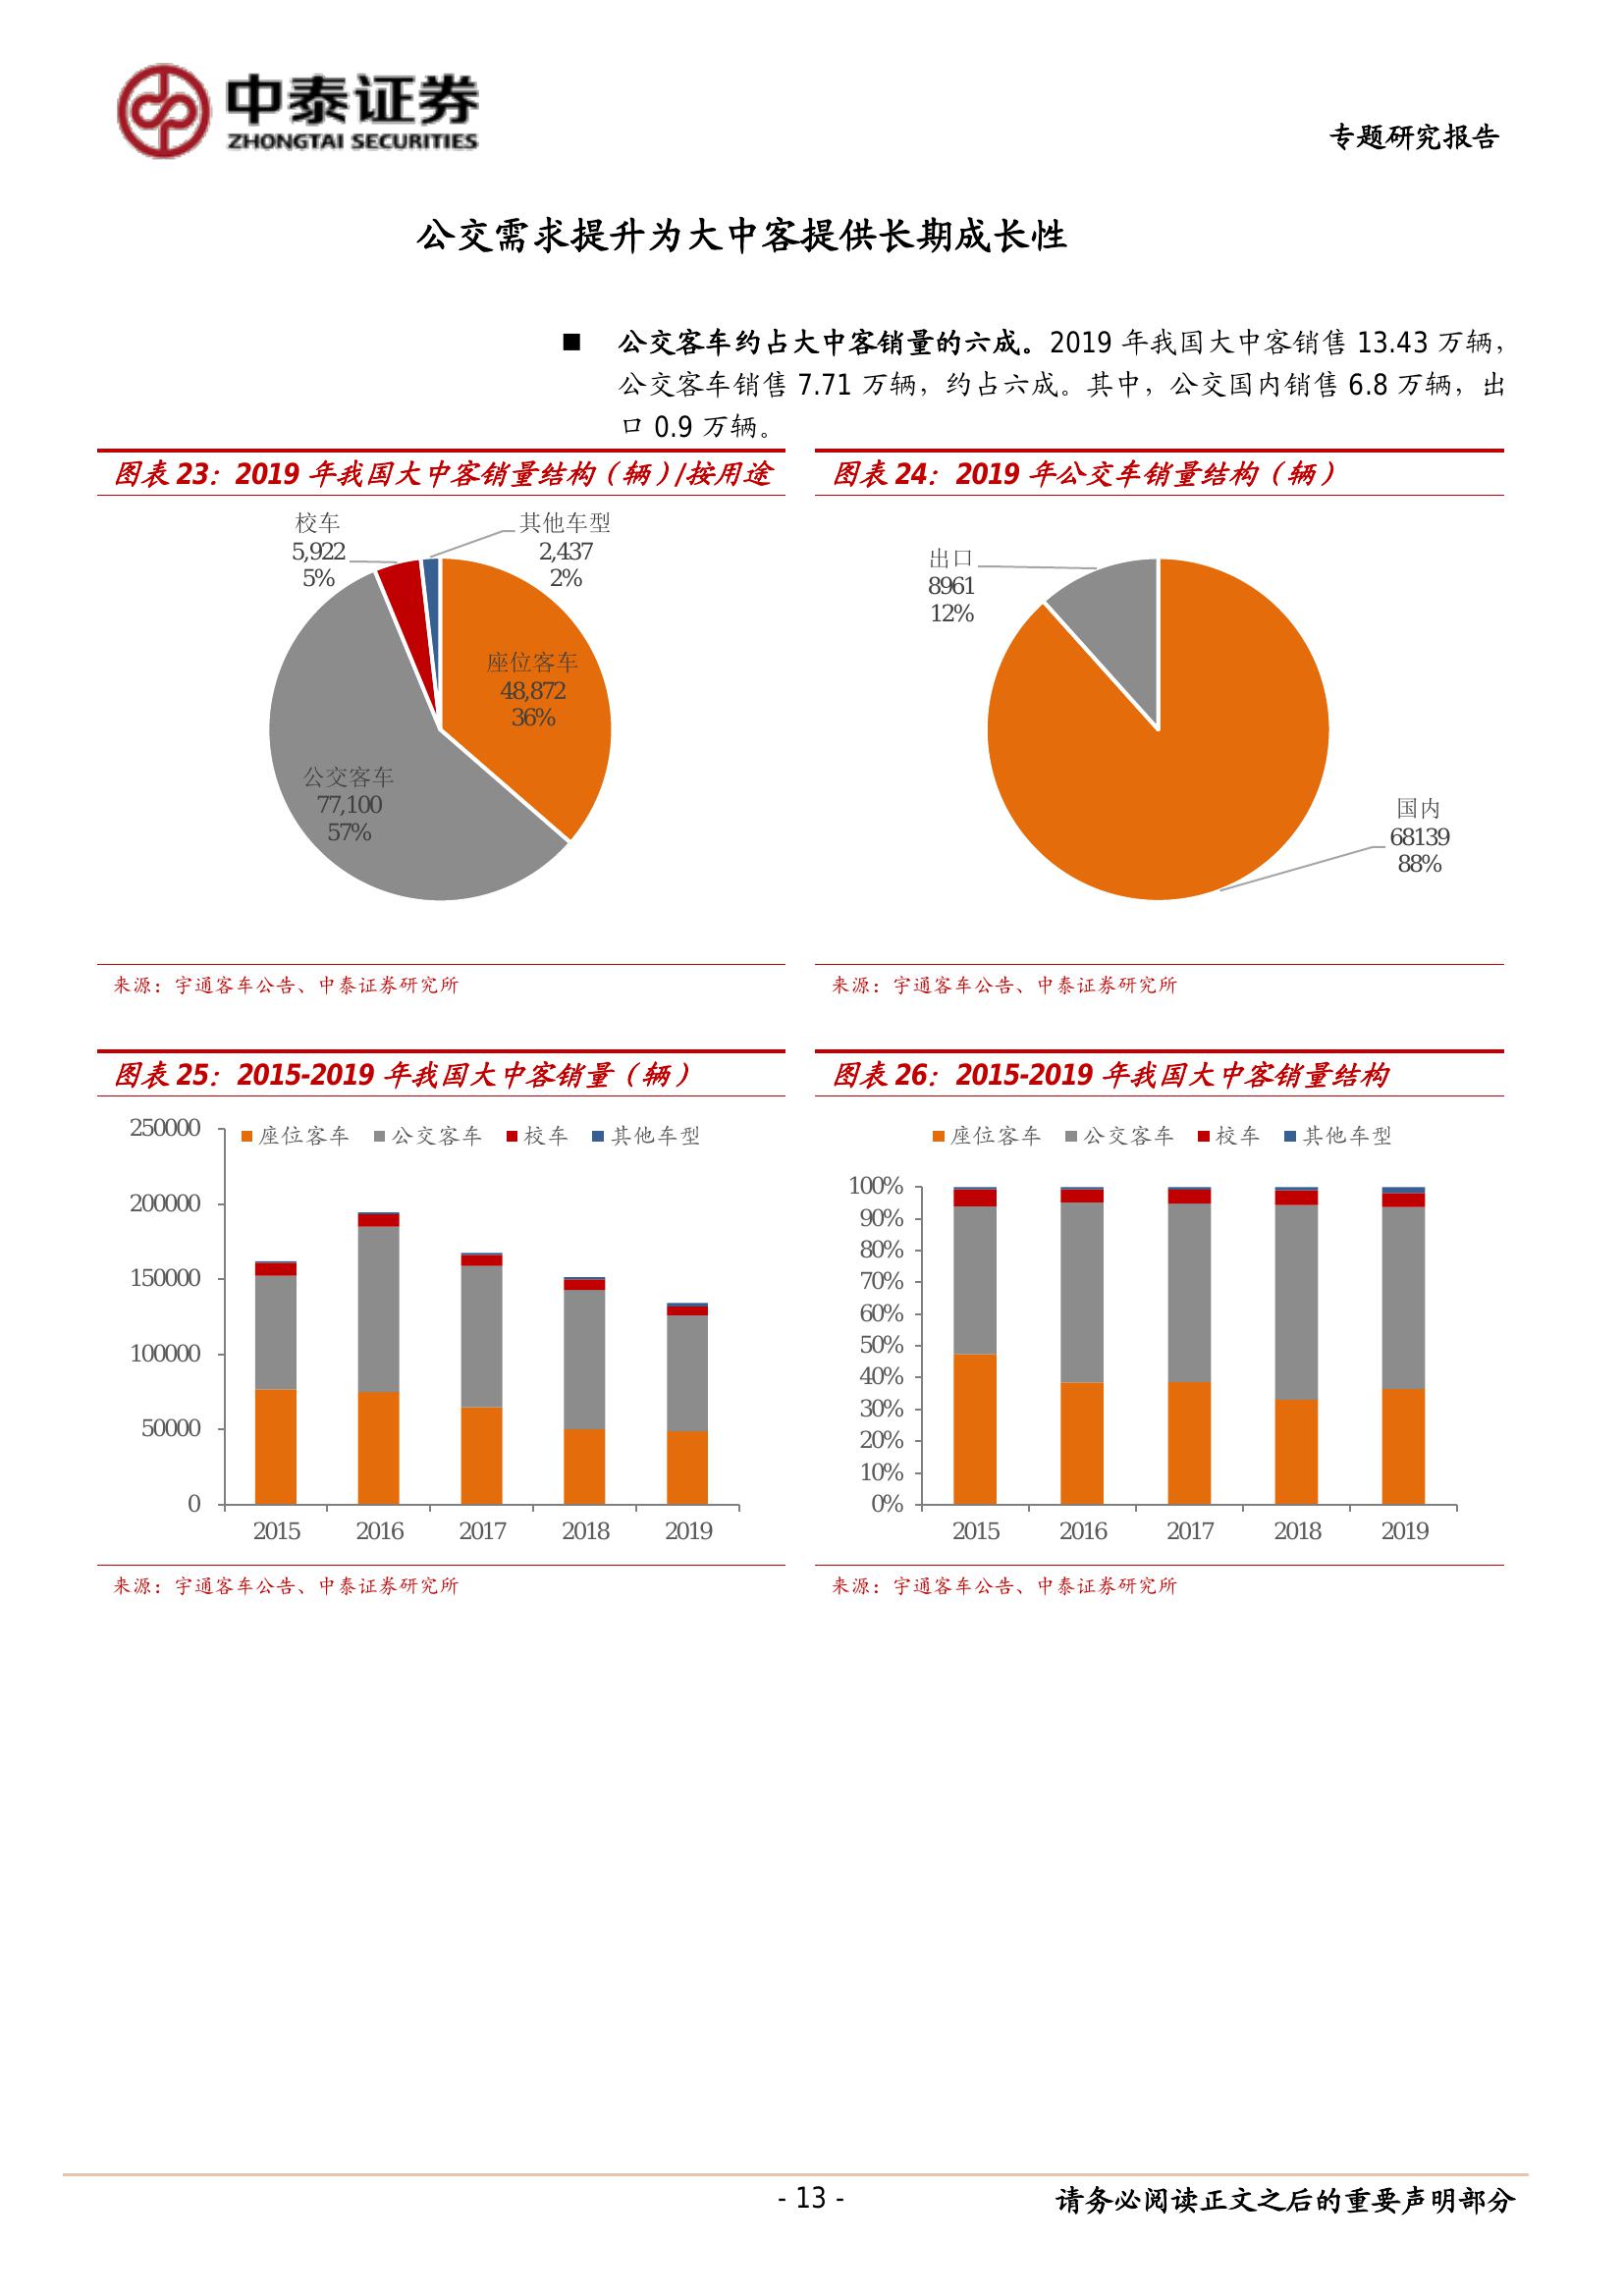 中泰证券
ZHONGTAI SECURITIES
专题研究报告
公交需求提升为大中客提供长期成长性
■ 公交客车约占大中客销量的六成。2019 年我国大中客销售 13.43 万辆，
公交客车销售 7.71 万辆，约占六成。其中，公交国内销售 6.8 万辆，出
口 0.9 万辆。
图表 23：2019 年我国大中客销量结构（辆）/按用途
校车
5,922
5%
其他车型
2,437
2%
座位客车
48,872
36%
公交客车
77,100
57%
来源：宇通客车公告、中泰证券研究所
图表 24：2019 年公交车销量结构（辆）
出口
8961
12%
国内
68139
88%
来源：宇通客车公告、中泰证券研究所
图表 25：2015-2019 年我国大中客销量（辆）
座位客车 公交客车 校车 其他车型
250000
200000
150000
100000
50000
0
2015 2016 2017 2018 2019
来源：宇通客车公告、中泰证券研究所
图表 26：2015-2019 年我国大中客销量结构
座位客车 公交客车 校车 其他车型
100%
90%
80%
70%
60%
50%
40%
30%
20%
10%
0%
2015 2016 2017 2018 2019
来源：宇通客车公告、中泰证券研究所
- 13 -
请务必阅读正文之后的重要声明部分